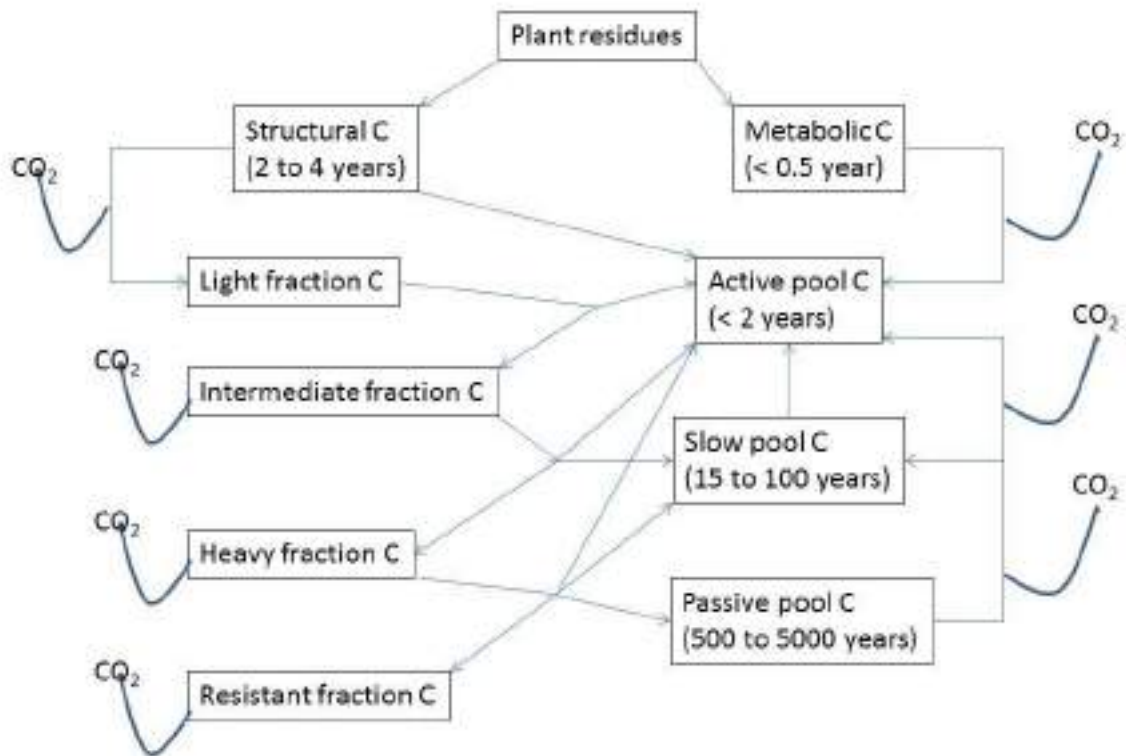 Plant residues
Structural C
(2 to 4 years)
Metabolic C
(< 0.5 year)
CO2
CO2
Light fraction C
Active pool C
(< 2 years)
CO2
CO2
Intermediate fraction C
Slow pool C
(15 to 100 years)
CO2
CO2
Heavy fraction C
Passive pool C
(500 to 5000 years)
CO2
Resistant fraction C